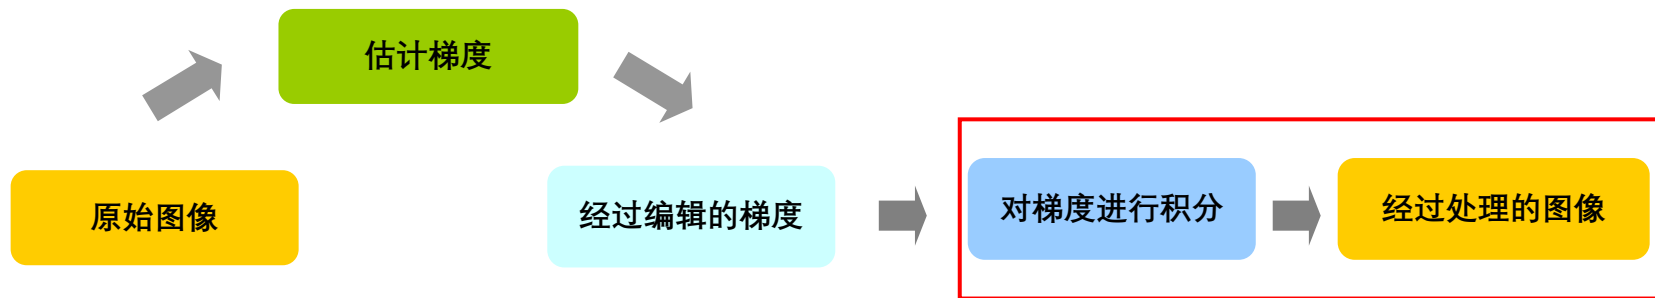 估计梯度
原始图像
经过编辑的梯度
对梯度进行积分
经过处理的图像